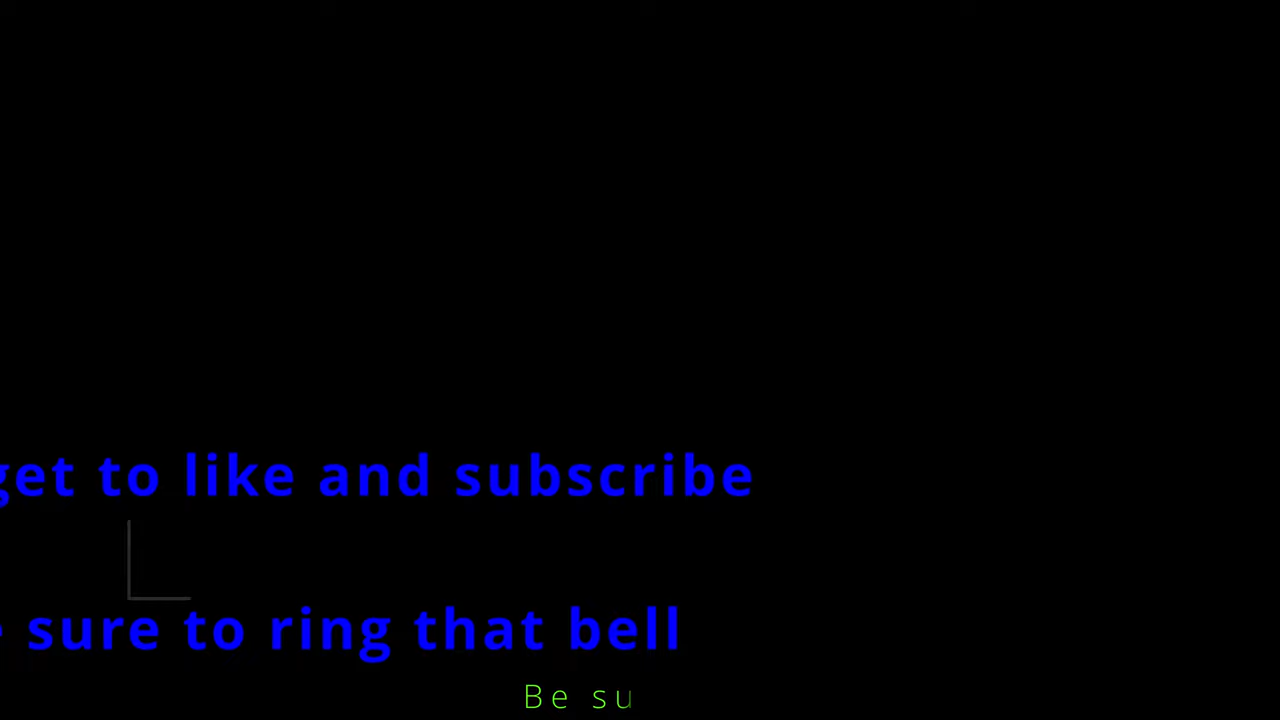 get to like and subscribe
sure to ring that bell
Be su